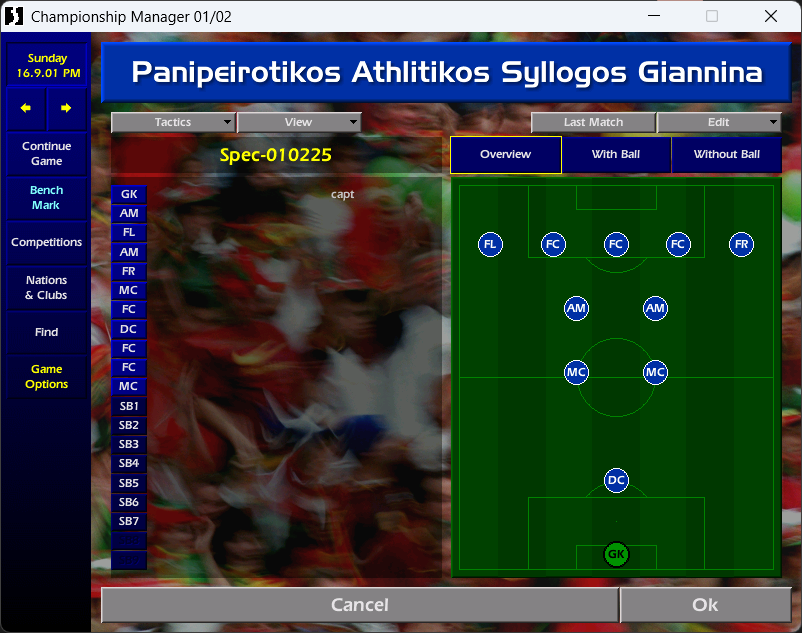 Championship Manager 01/02
Sunday
16.9.01 PM
Continue
Game
Bench
Mark
Competitions
Nations
& Clubs
Find
Game
Options
Panipeirotikos Athlitikos Syllogos Giannina
Tactics
View
Last Match
Edit
Spec-010225
Overview
With Ball
Without Ball
GK capt
AM
FL
AM
FR
MC
FC
DC
FC
FC
MC
SB1
SB2
SB3
SB4
SB5
SB6
SB7
FL FC FC FC FR
AM AM
MC MC
DC
GK
Cancel
Ok